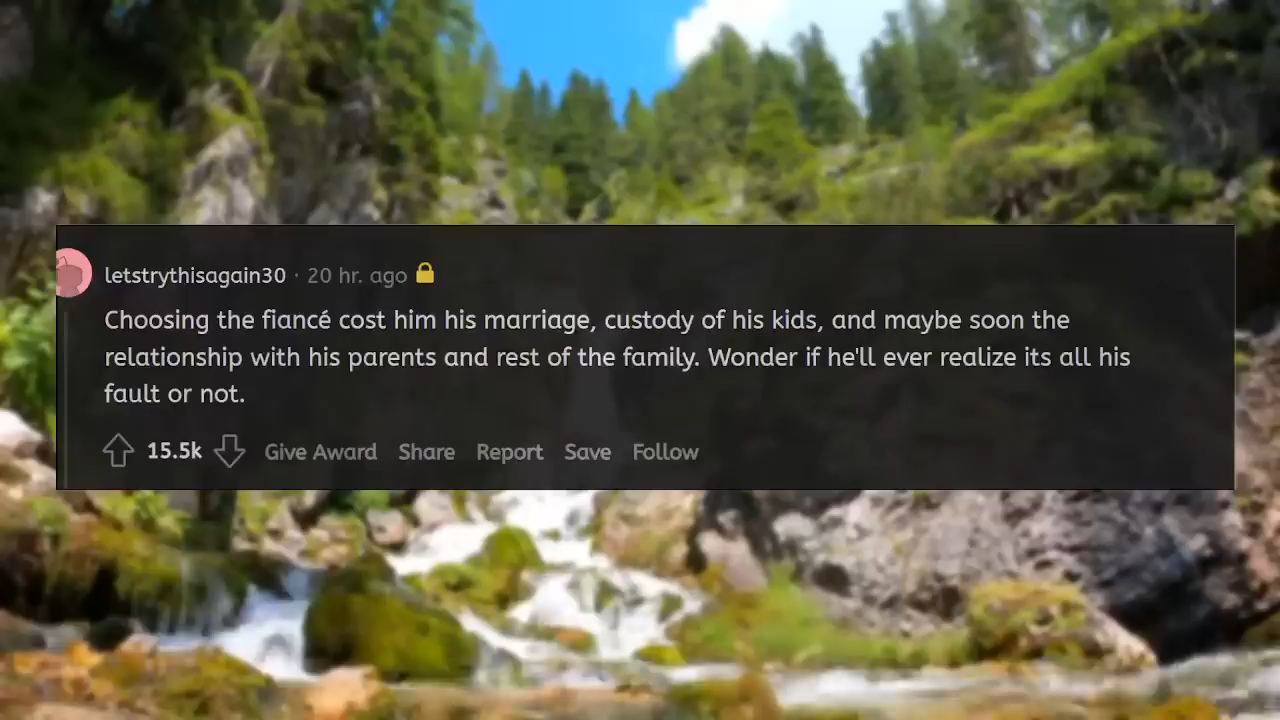 letstrythisagain30 · 20 hr. ago
Choosing the fiancé cost him his marriage, custody of his kids, and maybe soon the
relationship with his parents and rest of the family. Wonder if he'll ever realize its all his
fault or not.
15.5k Give Award Share Report Save Follow